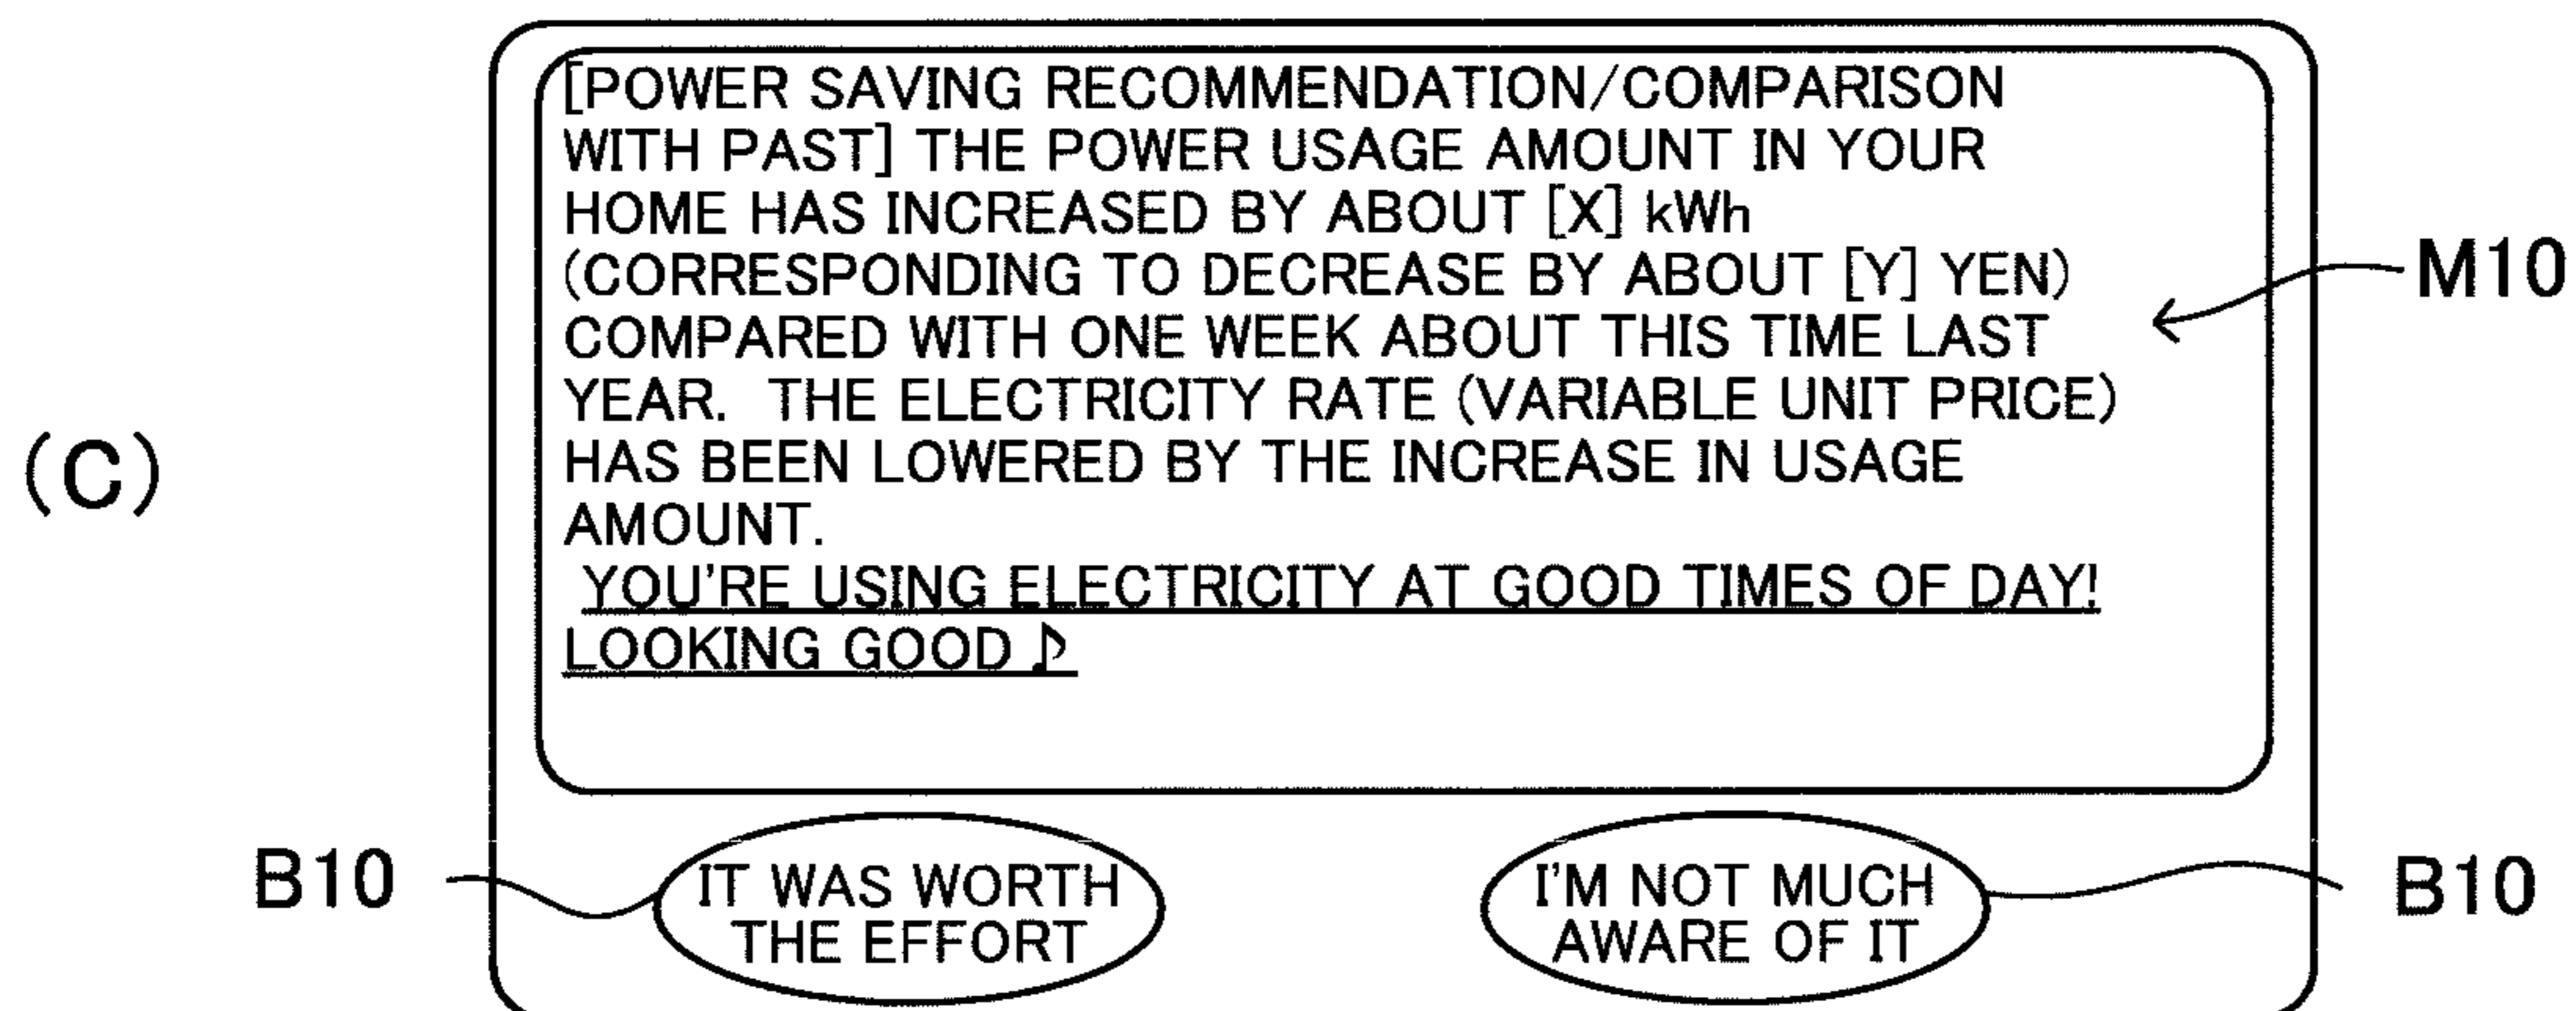 [POWER SAVING RECOMMENDATION/COMPARISON
WITH PAST] THE POWER USAGE AMOUNT IN YOUR
HOME HAS INCREASED BY ABOUT [X] kWh
(CORRESPONDING TO DECREASE BY ABOUT [Y] YEN)
COMPARED WITH ONE WEEK ABOUT THIS TIME LAST
YEAR. THE ELECTRICITY RATE (VARIABLE UNIT PRICE)
HAS BEEN LOWERED BY THE INCREASE IN USAGE
AMOUNT.
YOU'RE USING ELECTRICITY AT GOOD TIMES OF DAY!
LOOKING GOOD ♪
M10
(C)
B10
IT WAS WORTH
THE EFFORT
I'M NOT MUCH
AWARE OF IT
B10